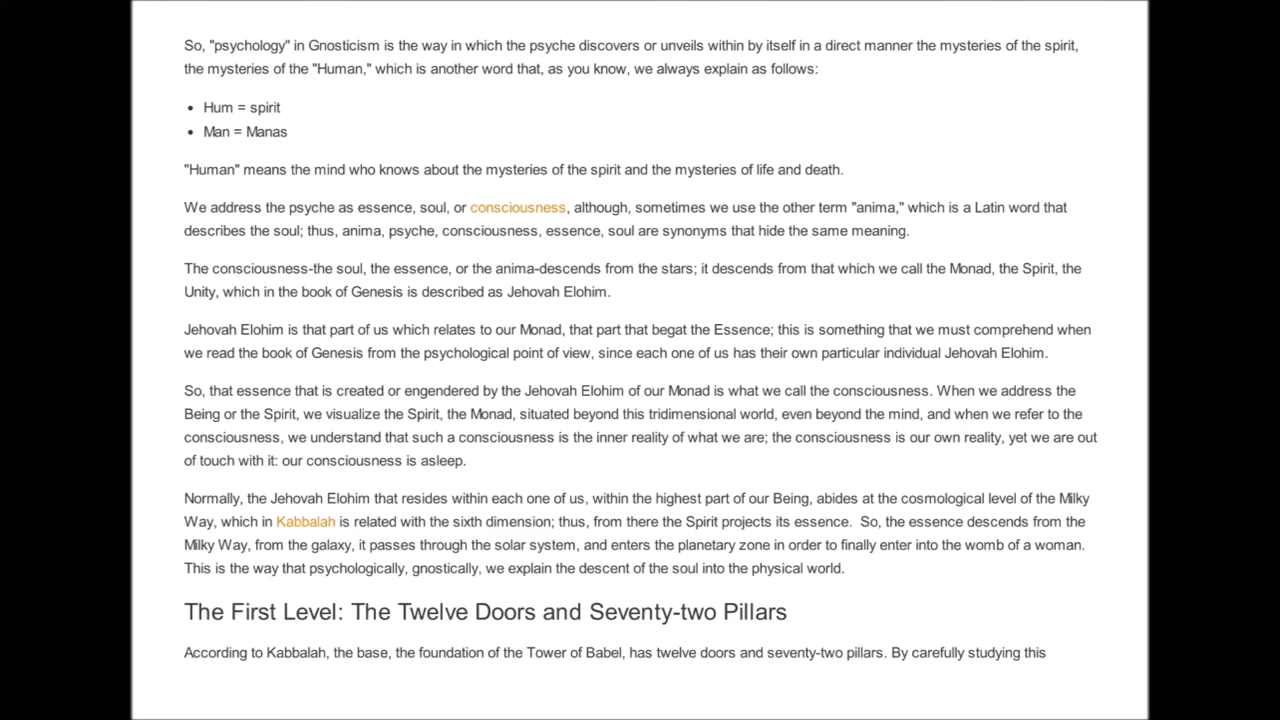 So, "psychology" in Gnosticism is the way in which the psyche discovers or unveils within by itself in a direct manner the mysteries of the spirit,
the mysteries of the "Human," which is another word that, as you know, we always explain as follows:
• Hum = spirit
• Man = Manas
"Human" means the mind who knows about the mysteries of the spirit and the mysteries of life and death.
We address the psyche as essence, soul, or consciousness, although, sometimes we use the other term "anima," which is a Latin word that
describes the soul; thus, anima, psyche, consciousness, essence, soul are synonyms that hide the same meaning.
The consciousness-the soul, the essence, or the anima-descends from the stars; it descends from that which we call the Monad, the Spirit, the
Unity, which in the book of Genesis is described as Jehovah Elohim.
Jehovah Elohim is that part of us which relates to our Monad, that part that begat the Essence; this is something that we must comprehend when
we read the book of Genesis from the psychological point of view, since each one of us has their own particular individual Jehovah Elohim.
So, that essence that is created or engendered by the Jehovah Elohim of our Monad is what we call the consciousness. When we address the
Being or the Spirit, we visualize the Spirit, the Monad, situated beyond this tridimensional world, even beyond the mind, and when we refer to the
consciousness, we understand that such a consciousness is the inner reality of what we are; the consciousness is our own reality, yet we are out
of touch with it: our consciousness is asleep.
Normally, the Jehovah Elohim that resides within each one of us, within the highest part of our Being, abides at the cosmological level of the Milky
Way, which in Kabbalah is related with the sixth dimension; thus, from there the Spirit projects its essence. So, the essence descends from the
Milky Way, from the galaxy, it passes through the solar system, and enters the planetary zone in order to finally enter into the womb of a woman.
This is the way that psychologically, gnostically, we explain the descent of the soul into the physical world.
The First Level: The Twelve Doors and Seventy-two Pillars
According to Kabbalah, the base, the foundation of the Tower of Babel, has twelve doors and seventy-two pillars. By carefully studying this